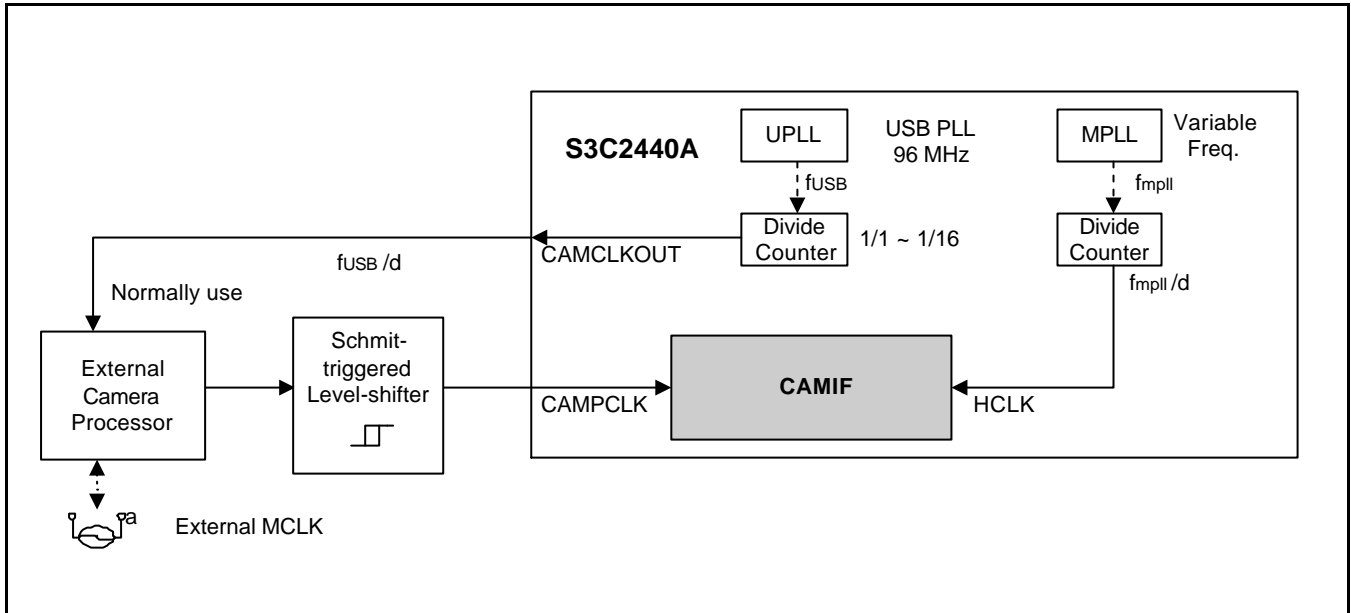 S3C2440A
UPLL
USB PLL
96 MHz
MPLL
Variable
Freq.
fUSB
fmpll
Divide
Counter
1/1 ~ 1/16
Divide
Counter
CAMCLKOUT
fUSB /d
fmpll /d
Normally use
External
Camera
Processor
Schmit-
triggered
Level-shifter
CAMPCLK
CAMIF
HCLK
a
External MCLK